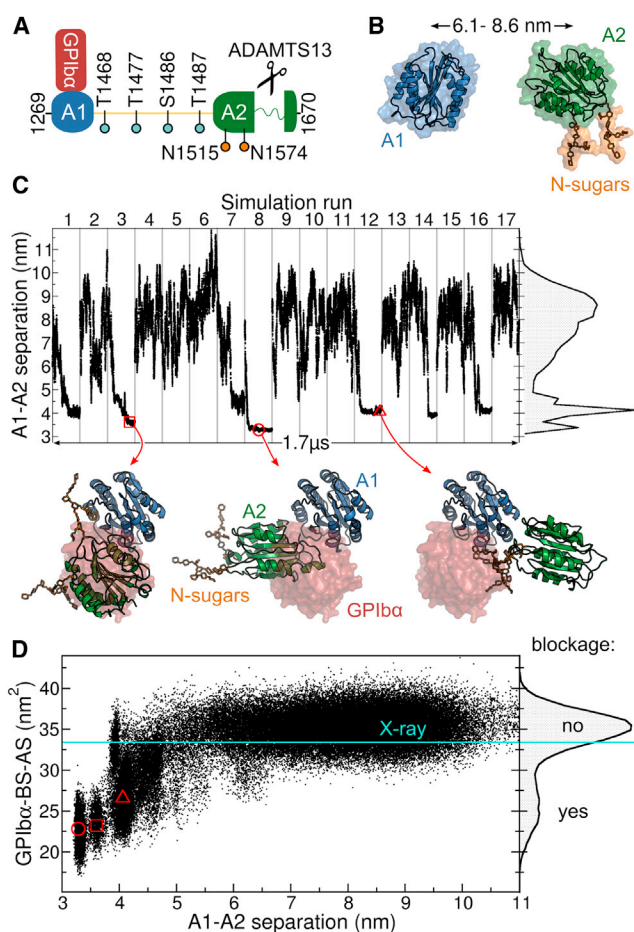 A
GPIbα
A1
1269
T1468
T1477
S1486
T1487
ADAMTS13
A2
1670
N1515
N1574
B
6.1- 8.6 nm
A2
A1
N-sugars
C
Simulation run
1 2 3 4 5 6 7 8 9 10 11 12 13 14 15 16 17
A1-A2 separation (nm)
11
10
9
8
7
6
5
4
3
1.7μs
A1
A2
N-sugars
GPIbα
D
blockage:
GPIbα-BS-AS (nm²)
40
35
30
25
20
X-ray
no
yes
3 4 5 6 7 8 9 10 11
A1-A2 separation (nm)